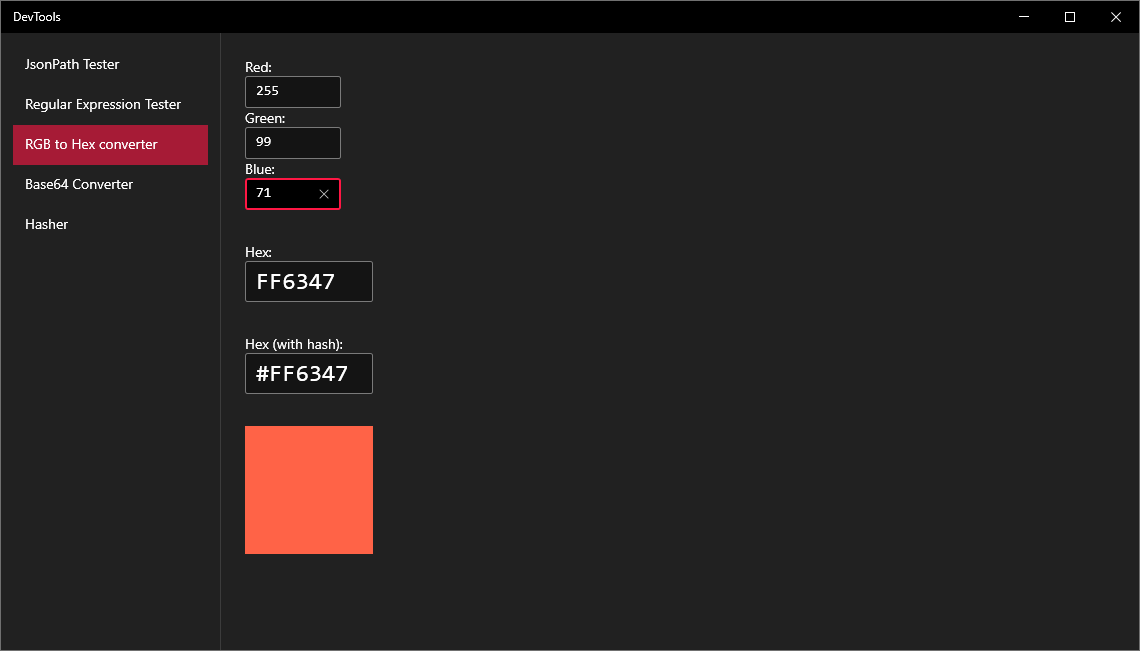 DevTools
JsonPath Tester
Regular Expression Tester
RGB to Hex converter
Base64 Converter
Hasher
Red:
255
Green:
99
Blue:
71
Hex:
FF6347
Hex (with hash):
#FF6347